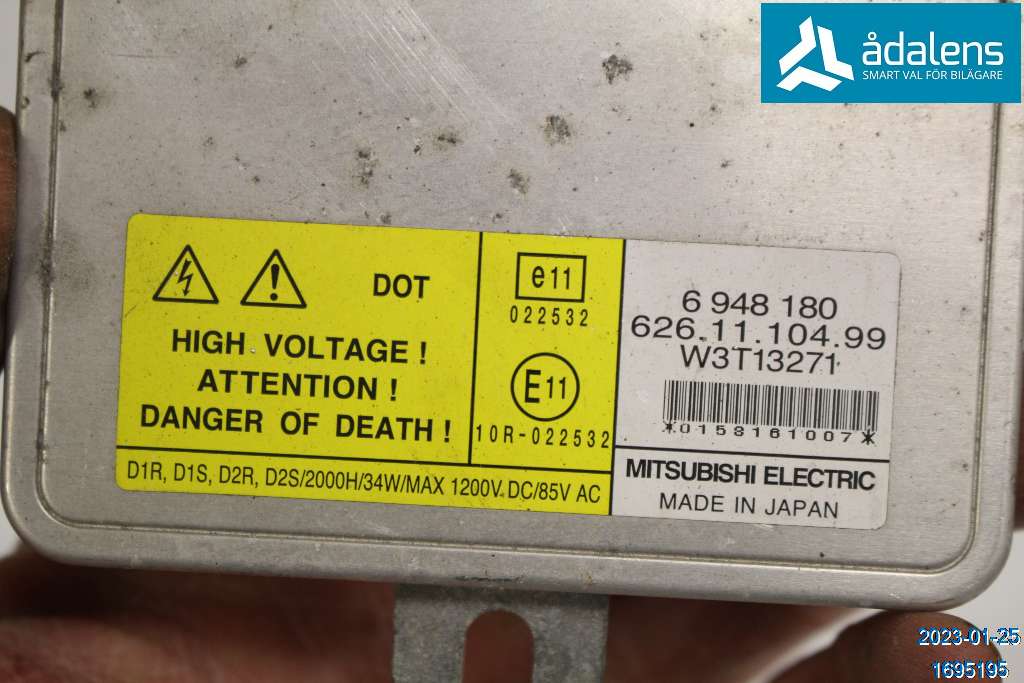 ådalens
SMART VAL FÖR BILÄGARE
DOT
HIGH VOLTAGE !
ATTENTION !
DANGER OF DEATH !
D1R, D1S, D2R, D2S/2000H/34W/MAX 1200V DC/85V AC
e11
022532
E11
10R-022532
6 948 180
626.11.104.99
W3T13271
*0158161007*
MITSUBISHI ELECTRIC
MADE IN JAPAN
2023-01-25
1695195